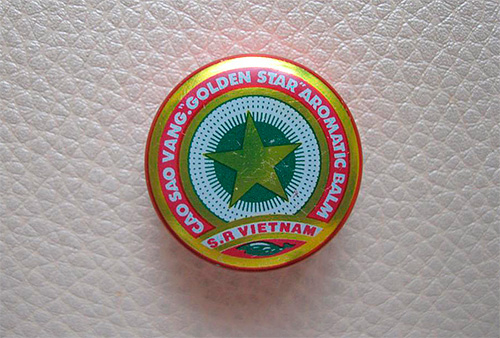 CAO SAO VANG."GOLDEN STAR"AROMATIC BALM
S.R VIETNAM